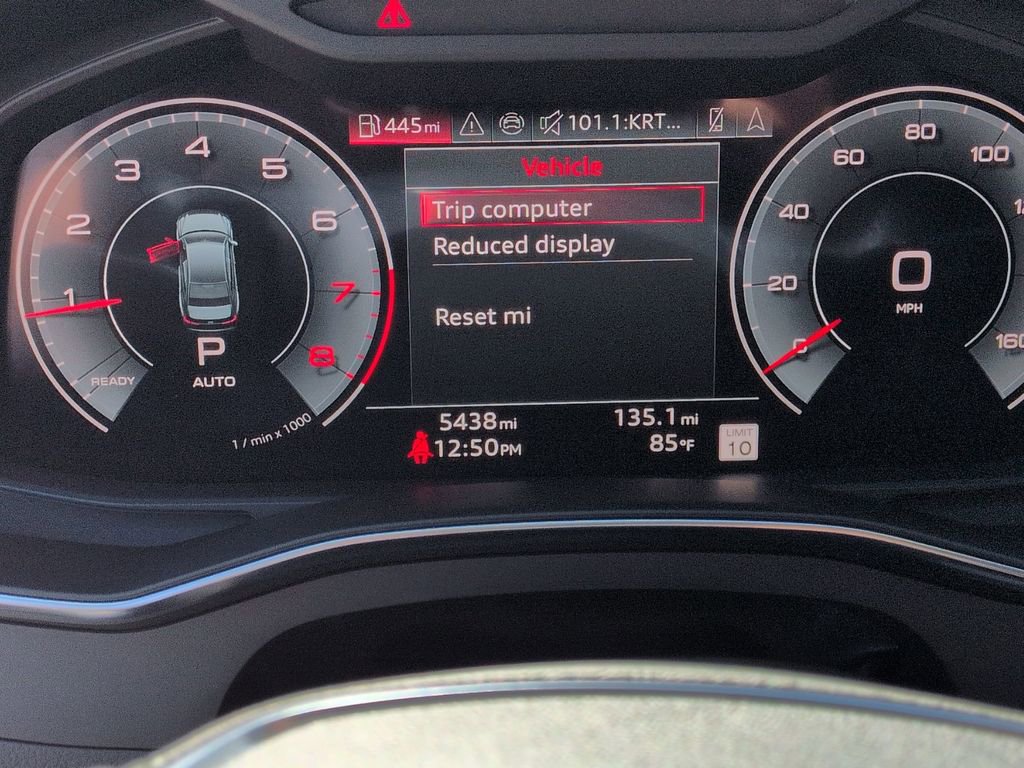 445mi
101.1:KRT...
Vehicle
Trip computer
Reduced display
Reset mi
5438mi
135.1mi
12:50PM
85°F
LIMIT
10
1
2
3
4
5
6
7
8
READY
P
AUTO
1 / min x 1000
0
20
40
60
80
100
160
0
MPH